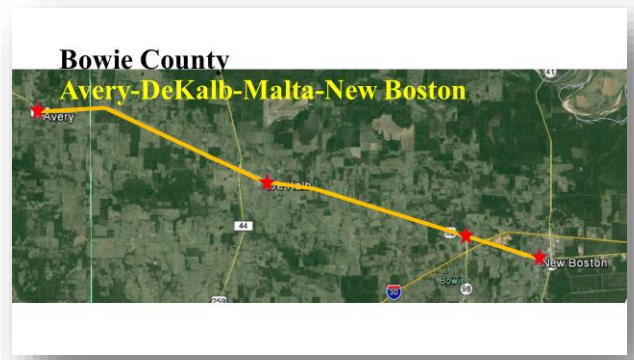 Bowie County
Avery-DeKalb-Malta-New Boston
41
Avery
DeKalb
44
82
New Boston
Bowie
30
98
259